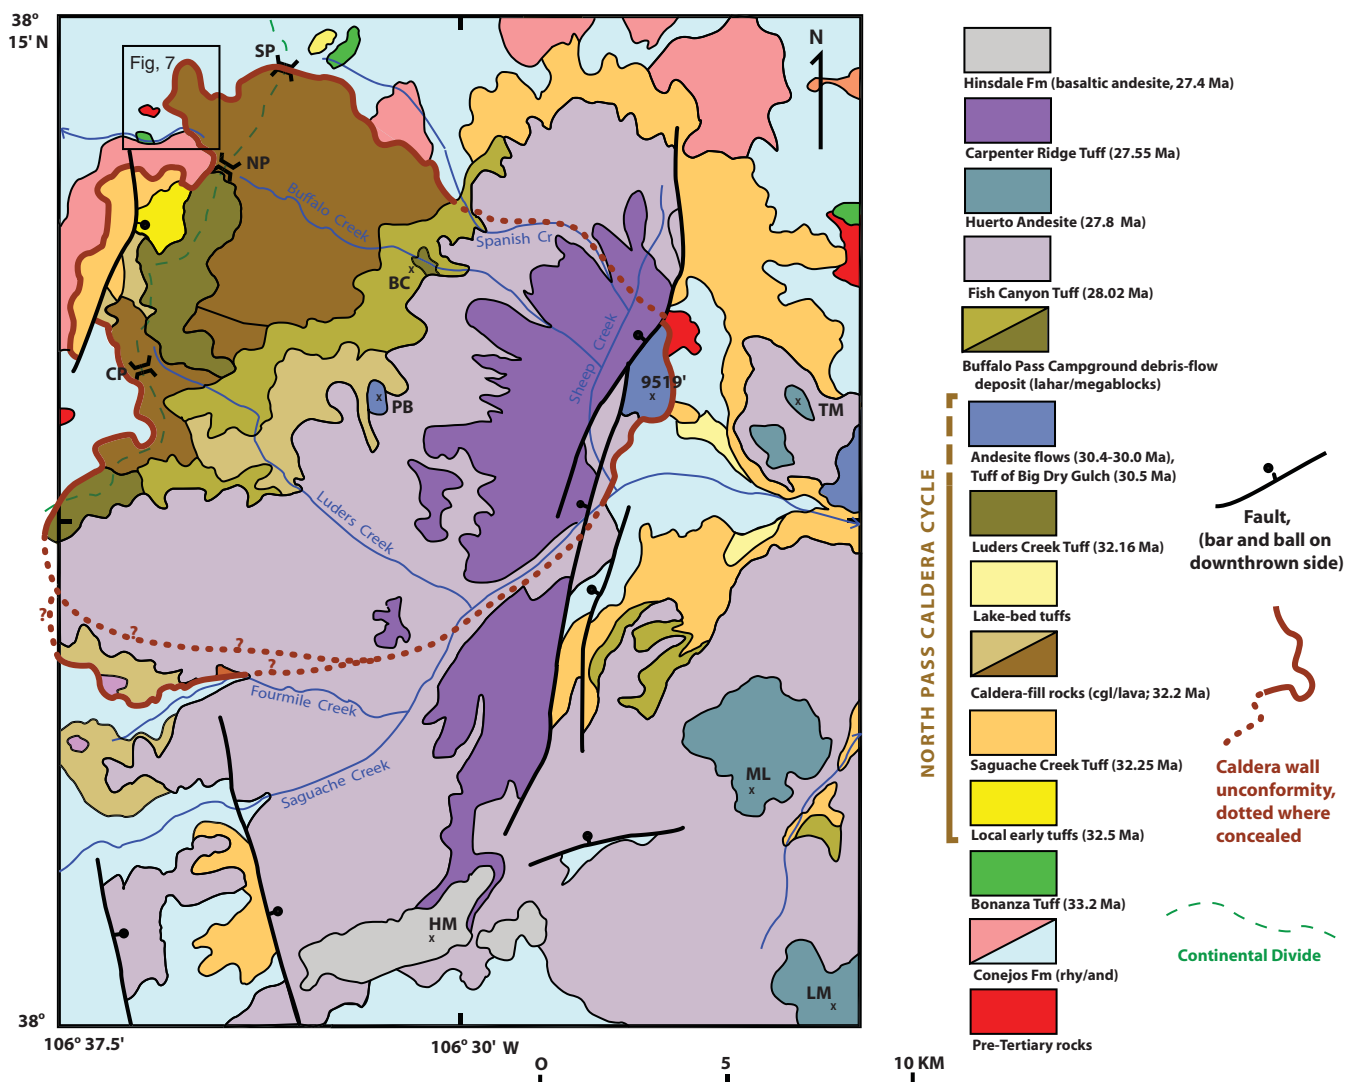 38°
15' N
Fig, 7
SP
N
NP
Buffalo Creek
Spanish Cr
BC
x
Sheep Creek
CP
PB
x
9519'
x
TM
x
Luders Creek
?
?
?
?
Fourmile Creek
Saguache Creek
ML
x
HM
x
LM
x
38°
106° 37.5'
106° 30' W
O
5
10 KM
Hinsdale Fm (basaltic andesite, 27.4 Ma)
Carpenter Ridge Tuff (27.55 Ma)
Huerto Andesite (27.8 Ma)
Fish Canyon Tuff (28.02 Ma)
Buffalo Pass Campground debris-flow
deposit (lahar/megablocks)
Andesite flows (30.4-30.0 Ma),
Tuff of Big Dry Gulch (30.5 Ma)
Luders Creek Tuff (32.16 Ma)
Lake-bed tuffs
Caldera-fill rocks (cgl/lava; 32.2 Ma)
Saguache Creek Tuff (32.25 Ma)
Local early tuffs (32.5 Ma)
Bonanza Tuff (33.2 Ma)
Conejos Fm (rhy/and)
Pre-Tertiary rocks
NORTH PASS CALDERA CYCLE
Fault,
(bar and ball on
downthrown side)
Caldera wall
unconformity,
dotted where
concealed
Continental Divide